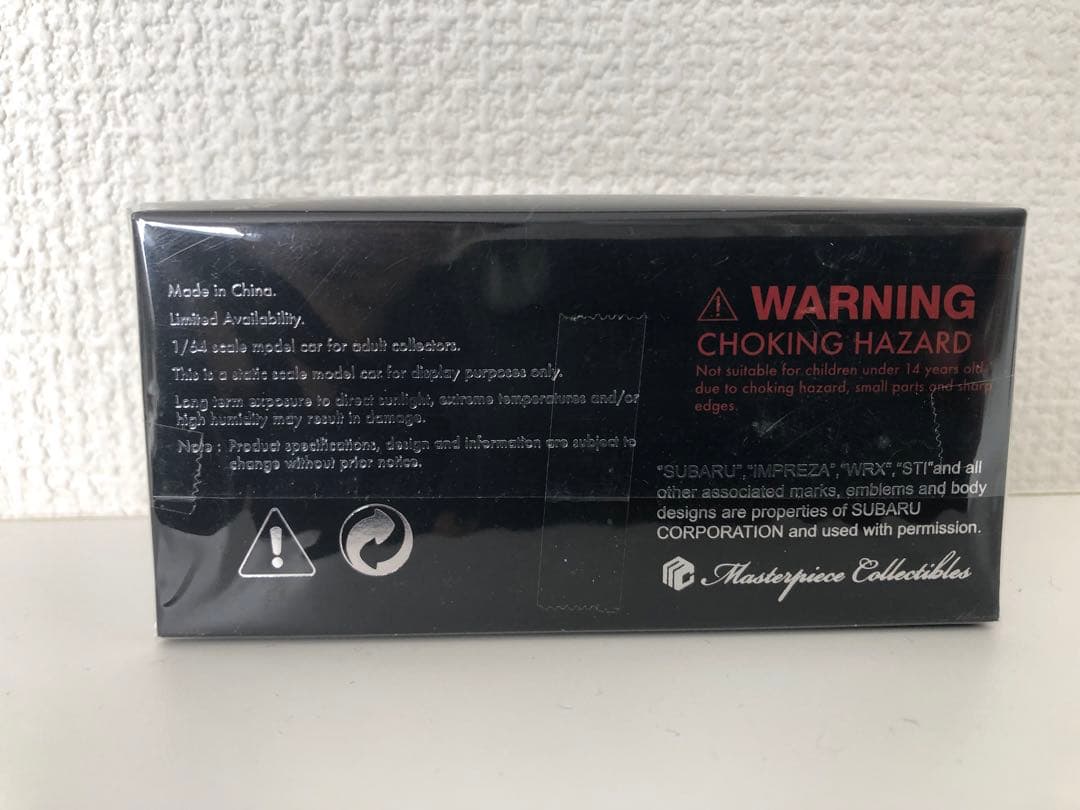 Made in China.
Limited Availability.
1/64 scale model car for adult collectors.
This is a static scale model car for display purposes only.
Long term exposure to direct sunlight, extreme temperatures and/or
high humidity may result in damage.
Note : Product specifications, design and information are subject to
change without prior notice.
WARNING
CHOKING HAZARD
Not suitable for children under 14 years old,
due to choking hazard, small parts and sharp
edges.
"SUBARU","IMPREZA","WRX","STI"and all
other associated marks, emblems and body
designs are properties of SUBARU
CORPORATION and used with permission.
MC Masterpiece Collectibles